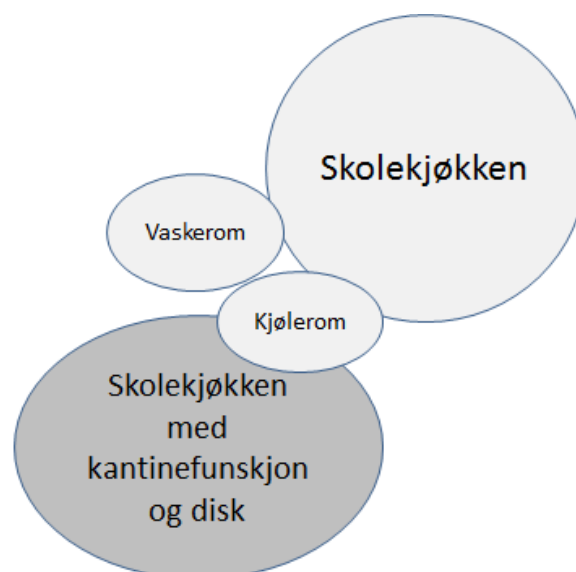 Skolekjøkken
Vaskerom
Kjølerom
Skolekjøkken
med
kantinefunskjon
og disk